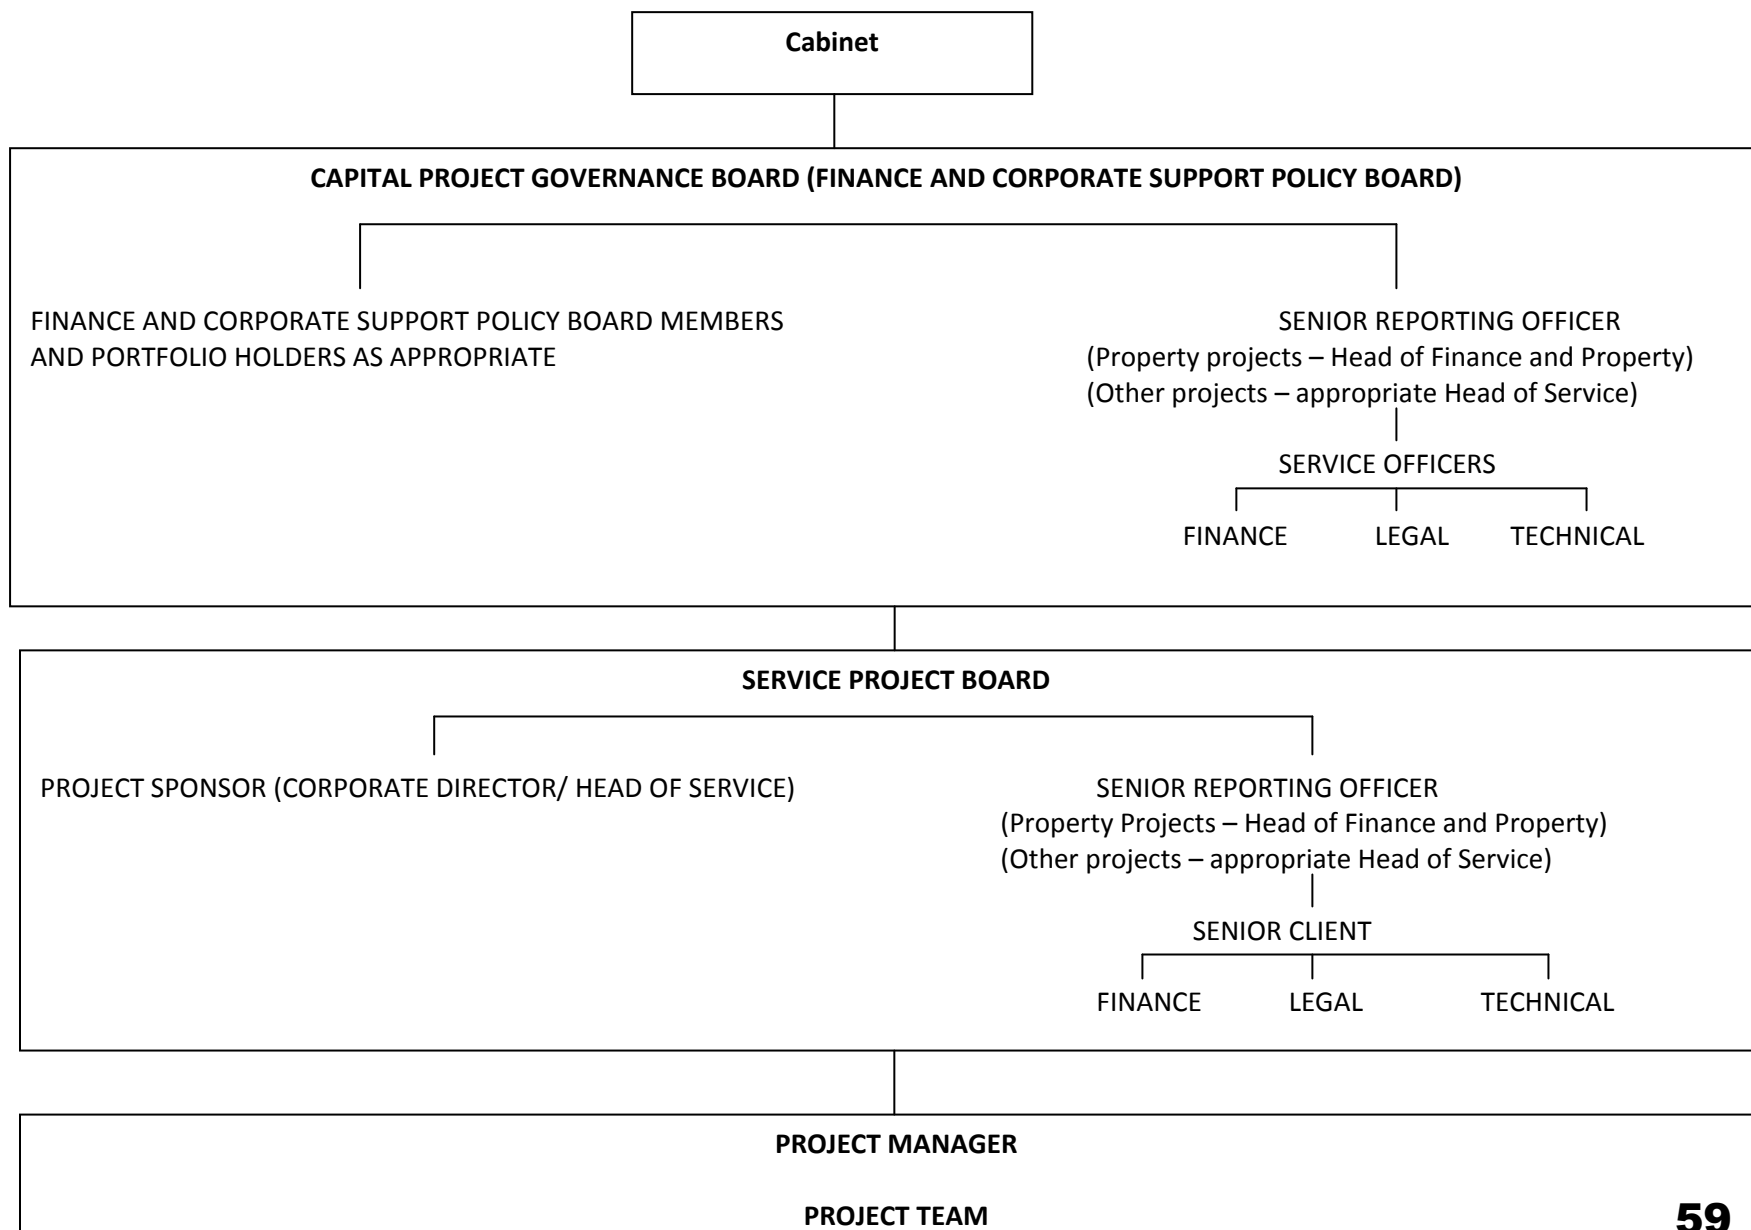 Cabinet
CAPITAL PROJECT GOVERNANCE BOARD (FINANCE AND CORPORATE SUPPORT POLICY BOARD)
FINANCE AND CORPORATE SUPPORT POLICY BOARD MEMBERS
AND PORTFOLIO HOLDERS AS APPROPRIATE
SENIOR REPORTING OFFICER
(Property projects – Head of Finance and Property)
(Other projects – appropriate Head of Service)
SERVICE OFFICERS
FINANCE LEGAL TECHNICAL
SERVICE PROJECT BOARD
PROJECT SPONSOR (CORPORATE DIRECTOR/ HEAD OF SERVICE)
SENIOR REPORTING OFFICER
(Property Projects – Head of Finance and Property)
(Other projects – appropriate Head of Service)
SENIOR CLIENT
FINANCE LEGAL TECHNICAL
PROJECT MANAGER
PROJECT TEAM
59